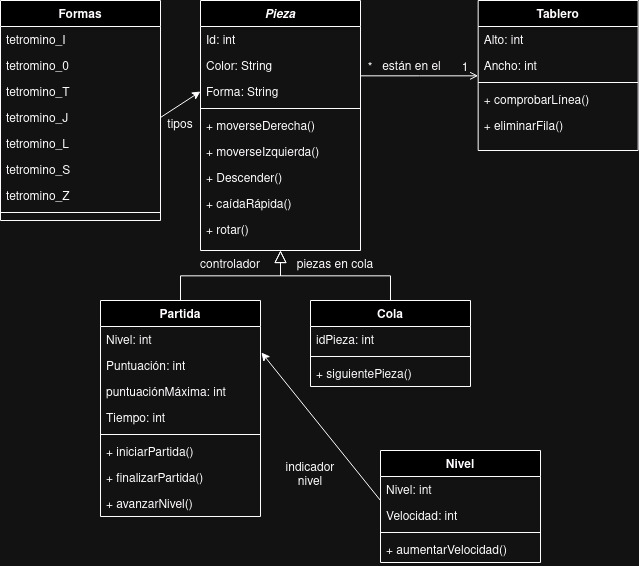 Formas
tetromino_I
tetromino_0
tetromino_T
tetromino_J
tetromino_L
tetromino_S
tetromino_Z
tipos
Pieza
Id: int
Color: String
Forma: String
+ moverseDerecha()
+ moverseIzquierda()
+ Descender()
+ caídaRápida()
+ rotar()
* están en el 1
Tablero
Alto: int
Ancho: int
+ comprobarLínea()
+ eliminarFila()
controlador
piezas en cola
Partida
Nivel: int
Puntuación: int
puntuaciónMáxima: int
Tiempo: int
+ iniciarPartida()
+ finalizarPartida()
+ avanzarNivel()
Cola
idPieza: int
+ siguientePieza()
indicador
nivel
Nivel
Nivel: int
Velocidad: int
+ aumentarVelocidad()